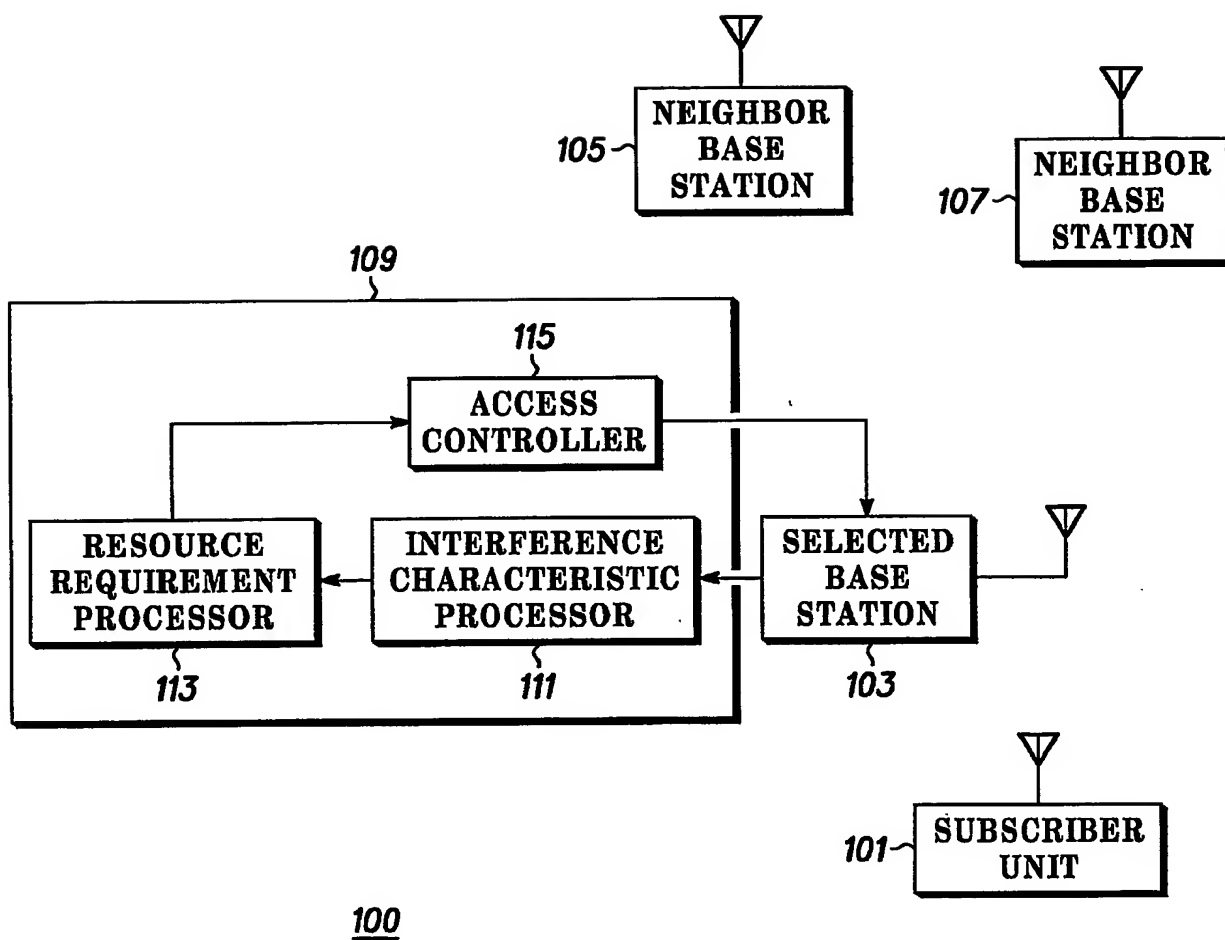 NEIGHBOR
BASE
STATION
105
NEIGHBOR
BASE
STATION
107
109
115
ACCESS
CONTROLLER
RESOURCE
REQUIREMENT
PROCESSOR
113
INTERFERENCE
CHARACTERISTIC
PROCESSOR
111
SELECTED
BASE
STATION
103
SUBSCRIBER
UNIT
101
100